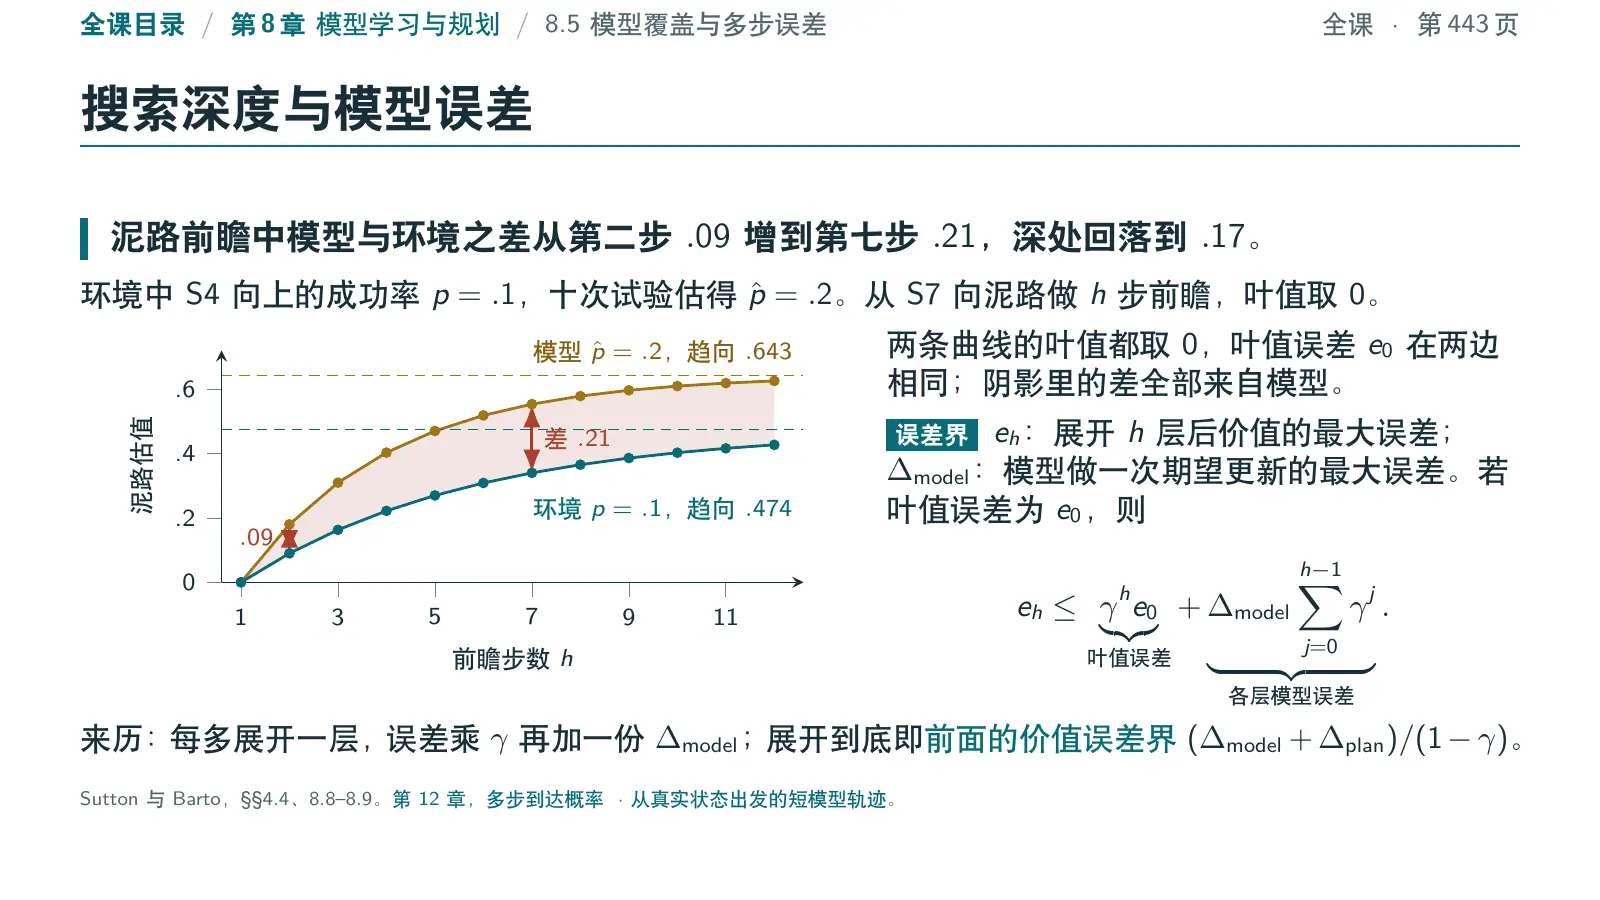 全课目录 / 第 8 章 模型学习与规划 / 8.5 模型覆盖与多步误差
全课 · 第 443 页
搜索深度与模型误差
泥路前瞻中模型与环境之差从第二步 .09 增到第七步 .21，深处回落到 .17。
环境中 S4 向上的成功率 p = .1，十次试验估得 p̂ = .2。从 S7 向泥路做 h 步前瞻，叶值取 0。
模型 p̂ = .2，趋向 .643
.6
.4
.2
0
泥路估值
差 .21
.09
环境 p = .1，趋向 .474
1 3 5 7 9 11
前瞻步数 h
两条曲线的叶值都取 0，叶值误差 e₀ 在两边
相同；阴影里的差全部来自模型。
误差界 eₕ：展开 h 层后价值的最大误差；
Δmodel：模型做一次期望更新的最大误差。若
叶值误差为 e₀，则
eₕ ≤ γʰe₀ + Δmodel ∑_{j=0}^{h−1} γʲ.
叶值误差
各层模型误差
来历：每多展开一层，误差乘 γ 再加一份 Δmodel；展开到底即前面的价值误差界 (Δmodel + Δplan)/(1 − γ)。
Sutton 与 Barto，§§4.4、8.8–8.9。第 12 章，多步到达概率 · 从真实状态出发的短模型轨迹。